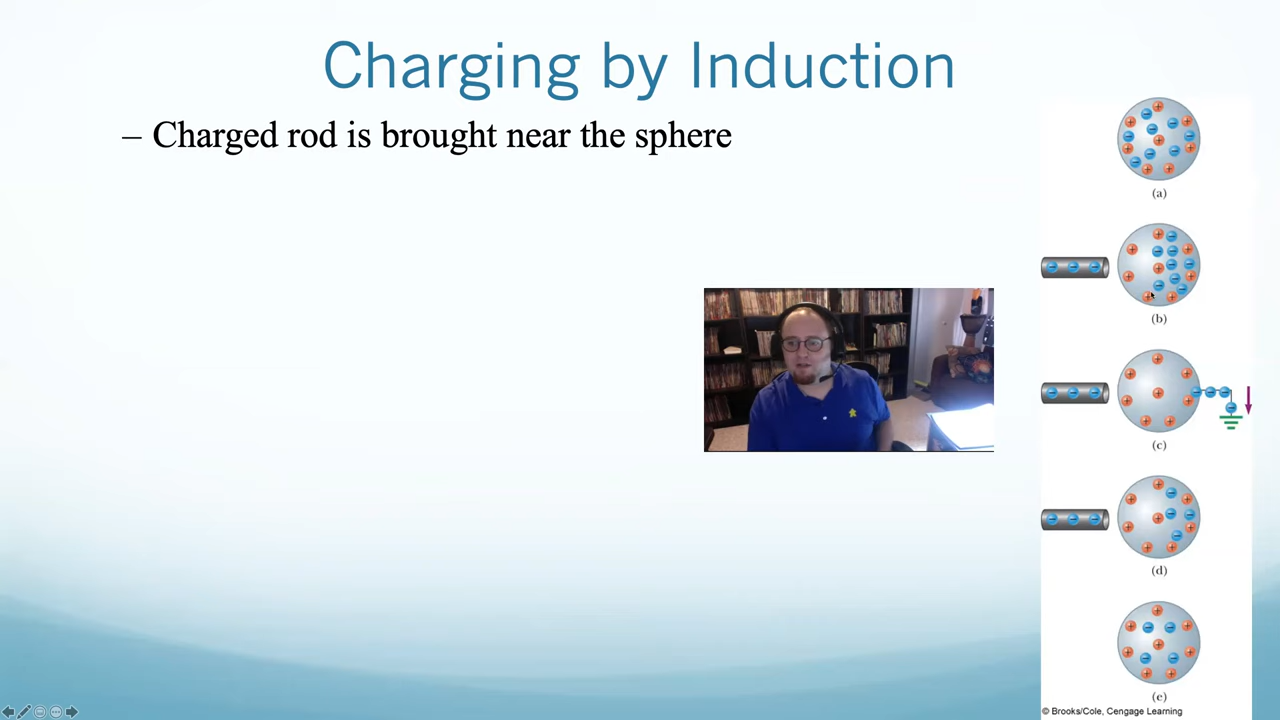 Charging by Induction
– Charged rod is brought near the sphere
(a)
(b)
(c)
(d)
(e)
© Brooks/Cole, Cengage Learning